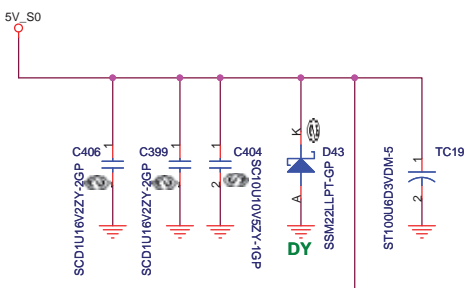 5V_S0
C406
1
SCD1U16V2ZY-2GP
C399
1
SCD1U16V2ZY-2GP
C404
1
2
SC10U10V5ZY-1GP
K
D43
A
SSM22LLPT-GP
DY
TC19
1
2
ST100U6D3VDM-5